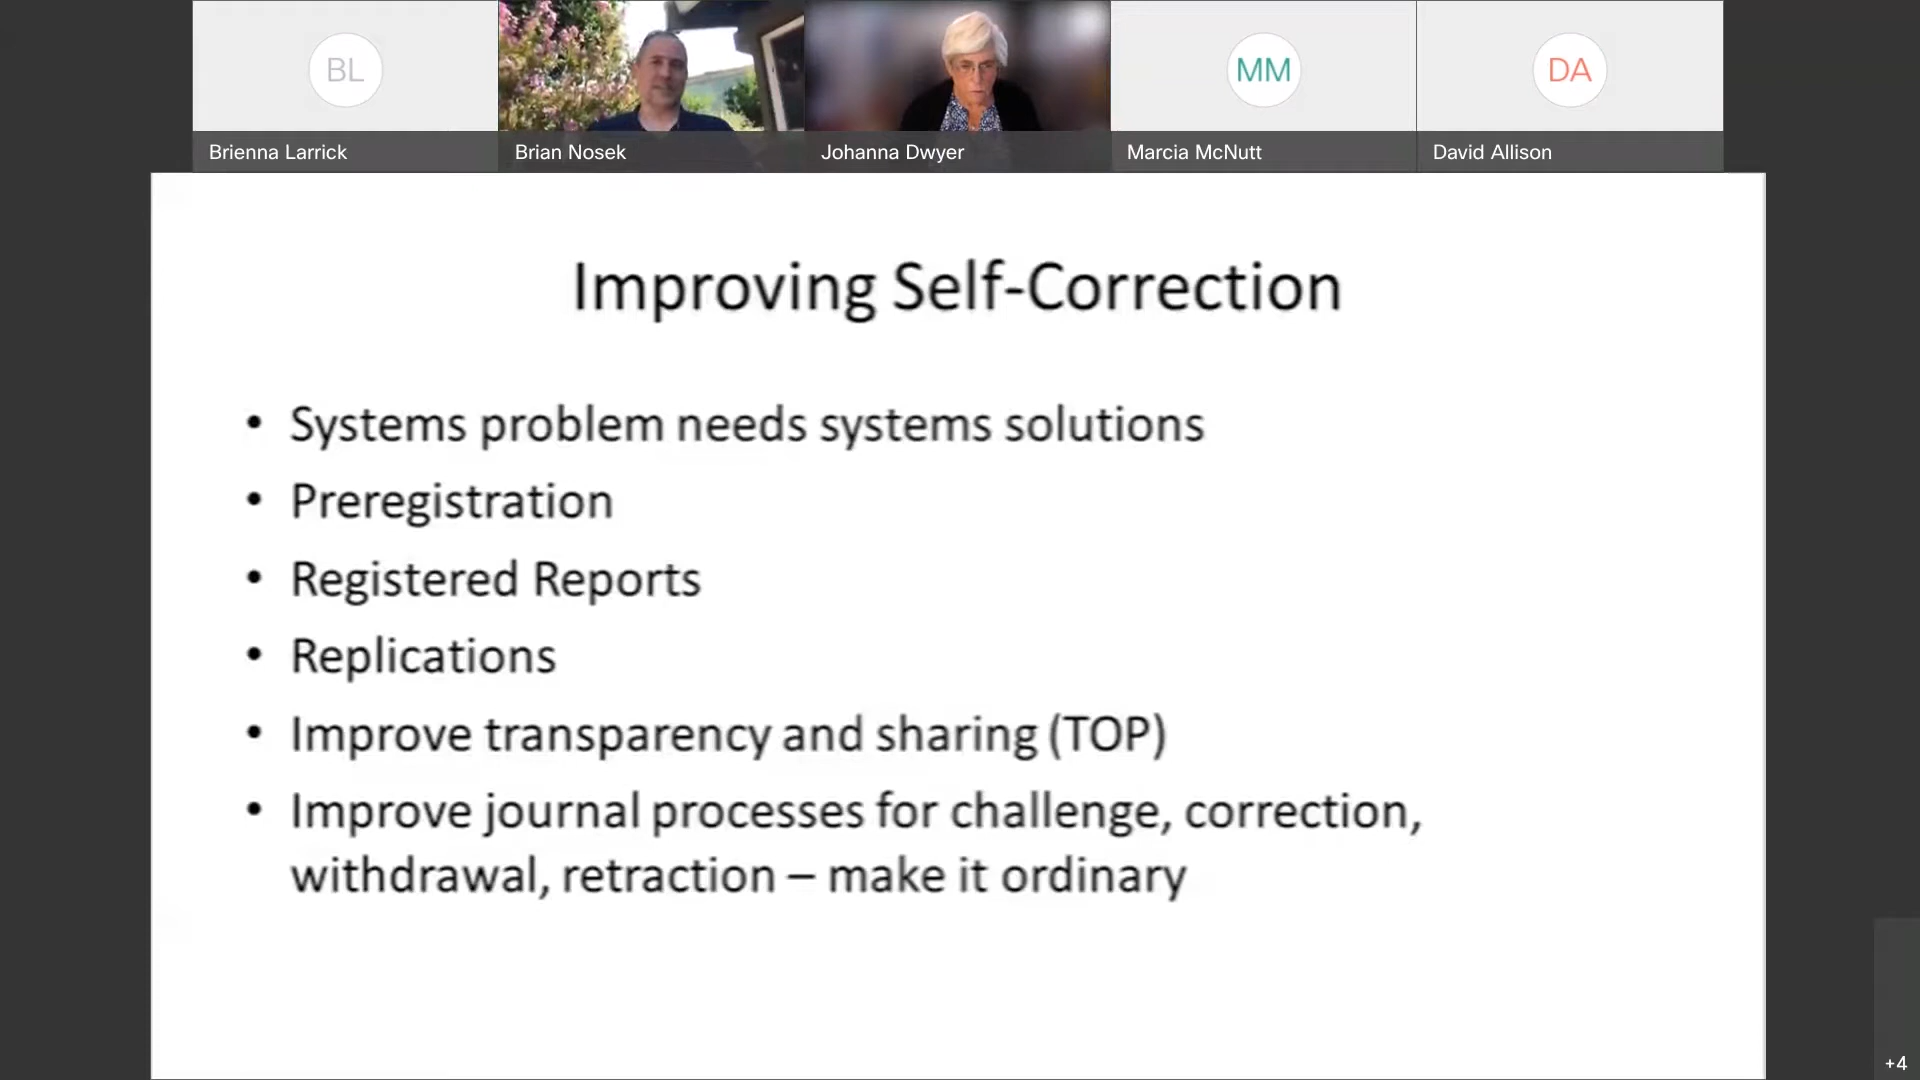 BL
MM
DA
Brienna Larrick
Brian Nosek
Johanna Dwyer
Marcia McNutt
David Allison
Improving Self-Correction
• Systems problem needs systems solutions
• Preregistration
• Registered Reports
• Replications
• Improve transparency and sharing (TOP)
• Improve journal processes for challenge, correction,
withdrawal, retraction – make it ordinary
+4